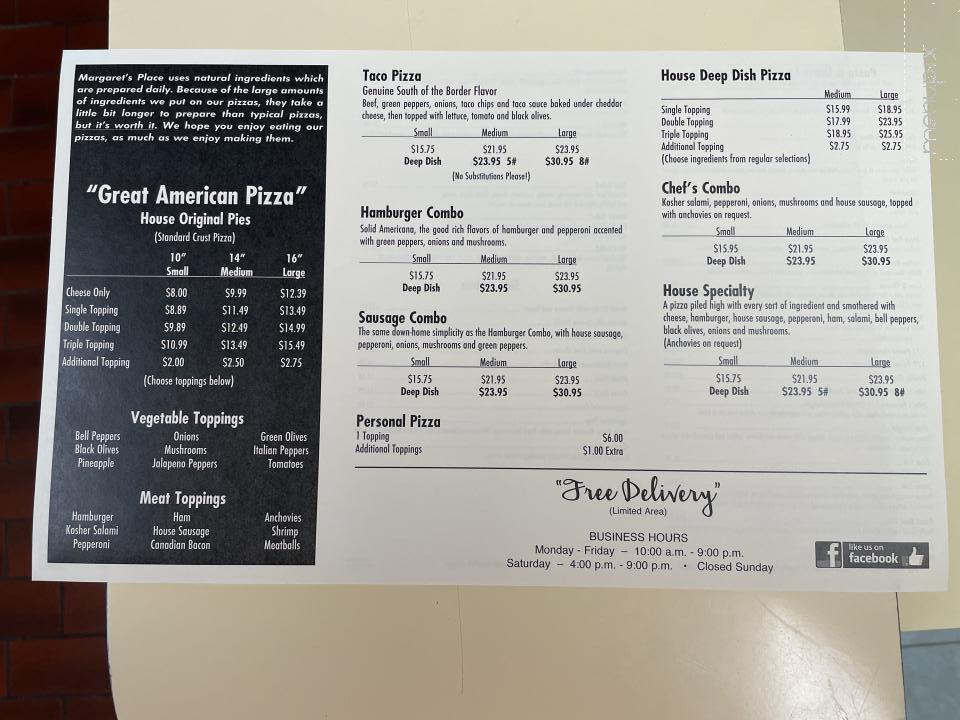 Margaret's Place uses natural ingredients which
are prepared daily. Because of the large amounts
of ingredients we put on our pizzas, they take a
little bit longer to prepare than typical pizzas,
but it's worth it. We hope you enjoy eating our
pizzas, as much as we enjoy making them.
"Great American Pizza"
House Original Pies
(Standard Crust Pizza)
10" 14" 16"
Small Medium Large
Cheese Only $8.00 $9.99 $12.39
Single Topping $8.89 $11.49 $13.49
Double Topping $9.89 $12.49 $14.99
Triple Topping $10.99 $13.49 $15.49
Additional Topping $2.00 $2.50 $2.75
(Choose toppings below)
Vegetable Toppings
Bell Peppers Onions Green Olives
Black Olives Mushrooms Italian Peppers
Pineapple Jalapeno Peppers Tomatoes
Meat Toppings
Hamburger Ham Anchovies
Kosher Salami House Sausage Shrimp
Pepperoni Canadian Bacon Meatballs
Taco Pizza
Genuine South of the Border Flavor
Beef, green peppers, onions, taco chips and taco sauce baked under cheddar
cheese, then topped with lettuce, tomato and black olives.
Small Medium Large
$15.75 $21.95 $23.95
Deep Dish $23.95 5# $30.95 8#
(No Substitutions Please!)
Hamburger Combo
Solid Americana, the good rich flavors of hamburger and pepperoni accented
with green peppers, onions and mushrooms.
Small Medium Large
$15.75 $21.95 $23.95
Deep Dish $23.95 $30.95
Sausage Combo
The same down-home simplicity as the Hamburger Combo, with house sausage,
pepperoni, onions, mushrooms and green peppers.
Small Medium Large
$15.75 $21.95 $23.95
Deep Dish $23.95 $30.95
Personal Pizza
1 Topping $6.00
Additional Toppings $1.00 Extra
House Deep Dish Pizza
Medium Large
Single Topping $15.99 $18.95
Double Topping $17.99 $23.95
Triple Topping $18.95 $25.95
Additional Topping $2.75 $2.75
(Choose ingredients from regular selections)
Chef's Combo
Kosher salami, pepperoni, onions, mushrooms and house sausage, topped
with anchovies on request.
Small Medium Large
$15.95 $21.95 $23.95
Deep Dish $23.95 $30.95
House Specialty
A pizza piled high with every sort of ingredient and smothered with
cheese, hamburger, house sausage, pepperoni, ham, salami, bell peppers,
black olives, onions and mushrooms.
(Anchovies on request)
Small Medium Large
$15.75 $21.95 $23.95
Deep Dish $23.95 5# $30.95 8#
"Free Delivery"
(Limited Area)
BUSINESS HOURS
Monday - Friday – 10:00 a.m. - 9:00 p.m.
Saturday – 4:00 p.m. - 9:00 p.m. • Closed Sunday
f like us on
facebook
menupix